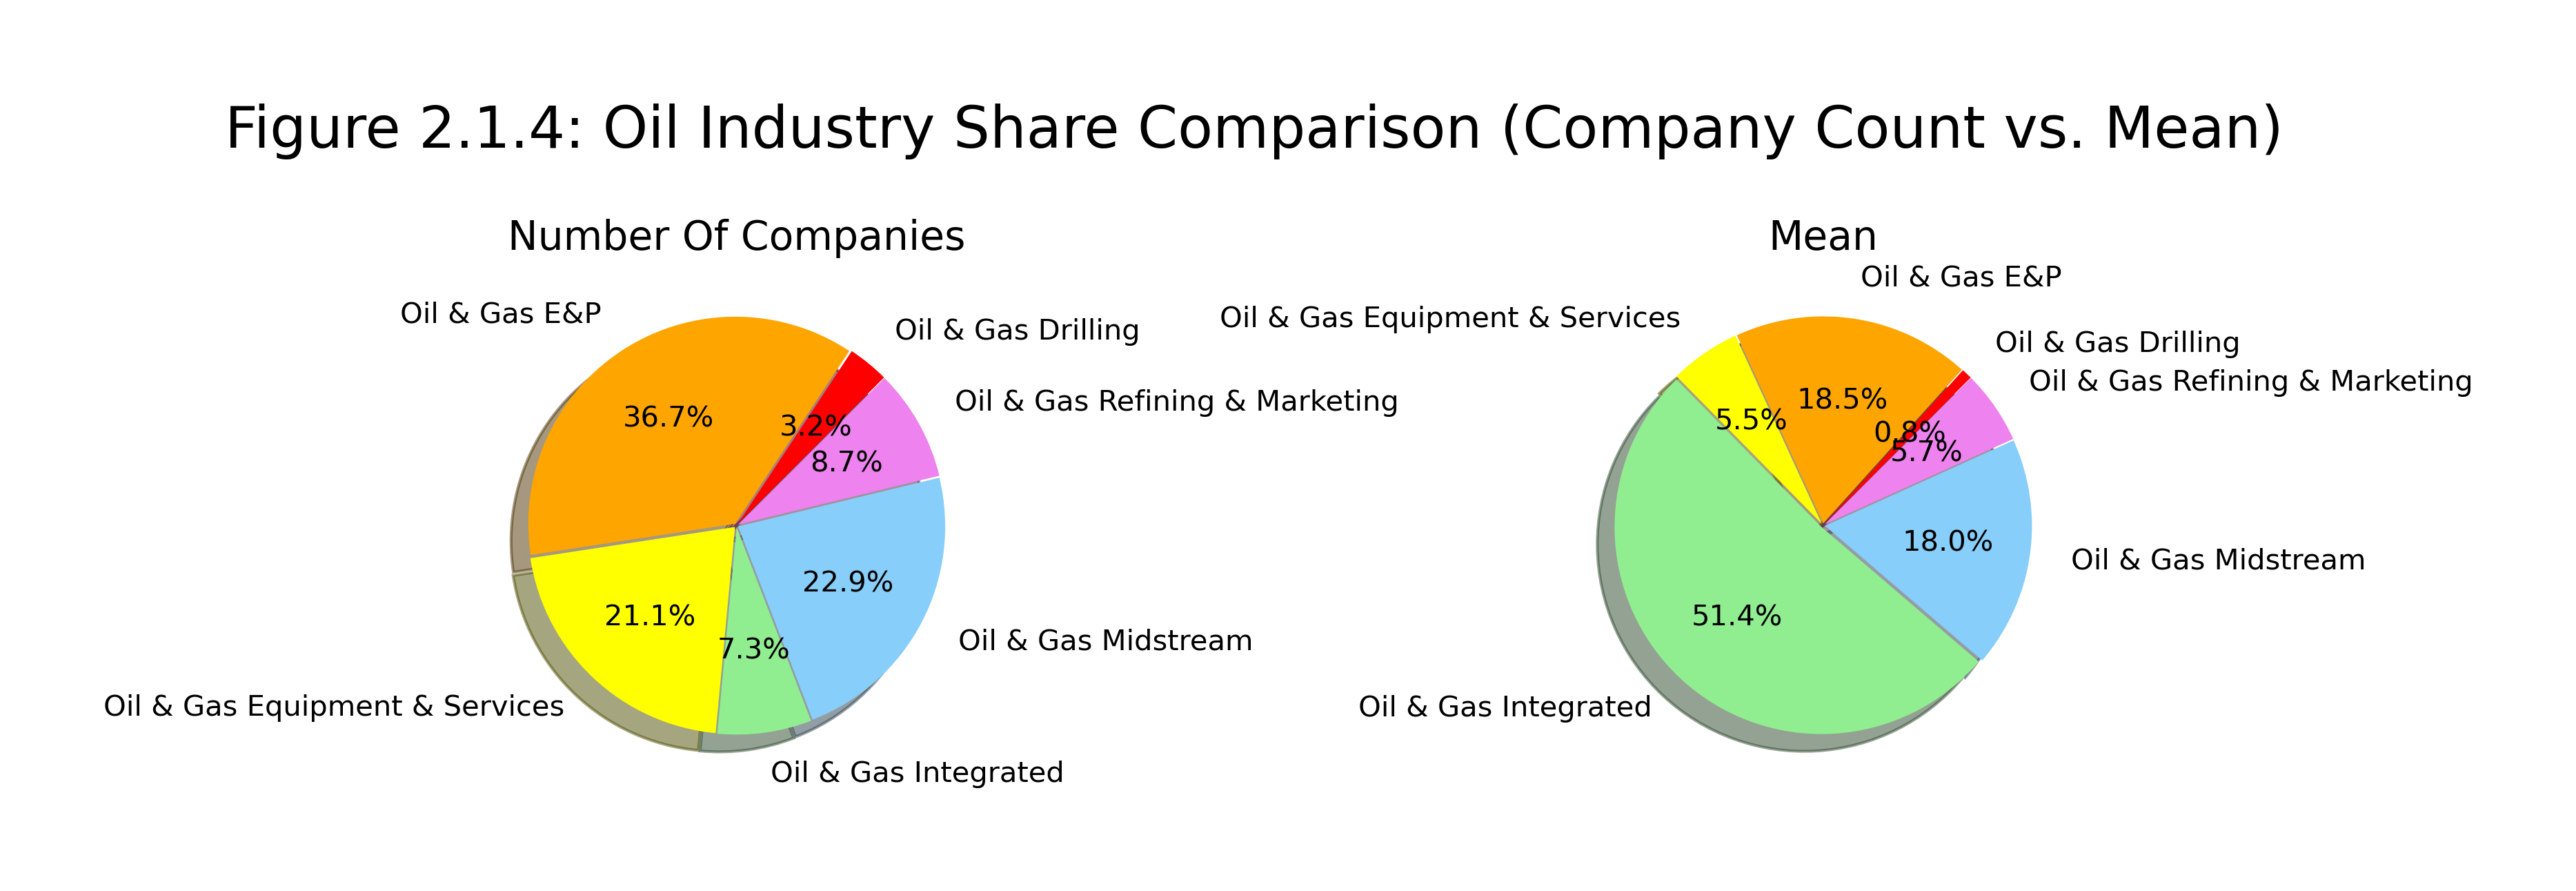 Figure 2.1.4: Oil Industry Share Comparison (Company Count vs. Mean)
Number Of Companies
Oil & Gas E&P
Oil & Gas Drilling
Oil & Gas Refining & Marketing
36.7%
3.2%
8.7%
22.9%
21.1%
7.3%
Oil & Gas Midstream
Oil & Gas Equipment & Services
Oil & Gas Integrated
Mean
Oil & Gas E&P
Oil & Gas Equipment & Services
Oil & Gas Drilling
Oil & Gas Refining & Marketing
18.5%
5.5%
0.8%
5.7%
18.0%
Oil & Gas Midstream
51.4%
Oil & Gas Integrated